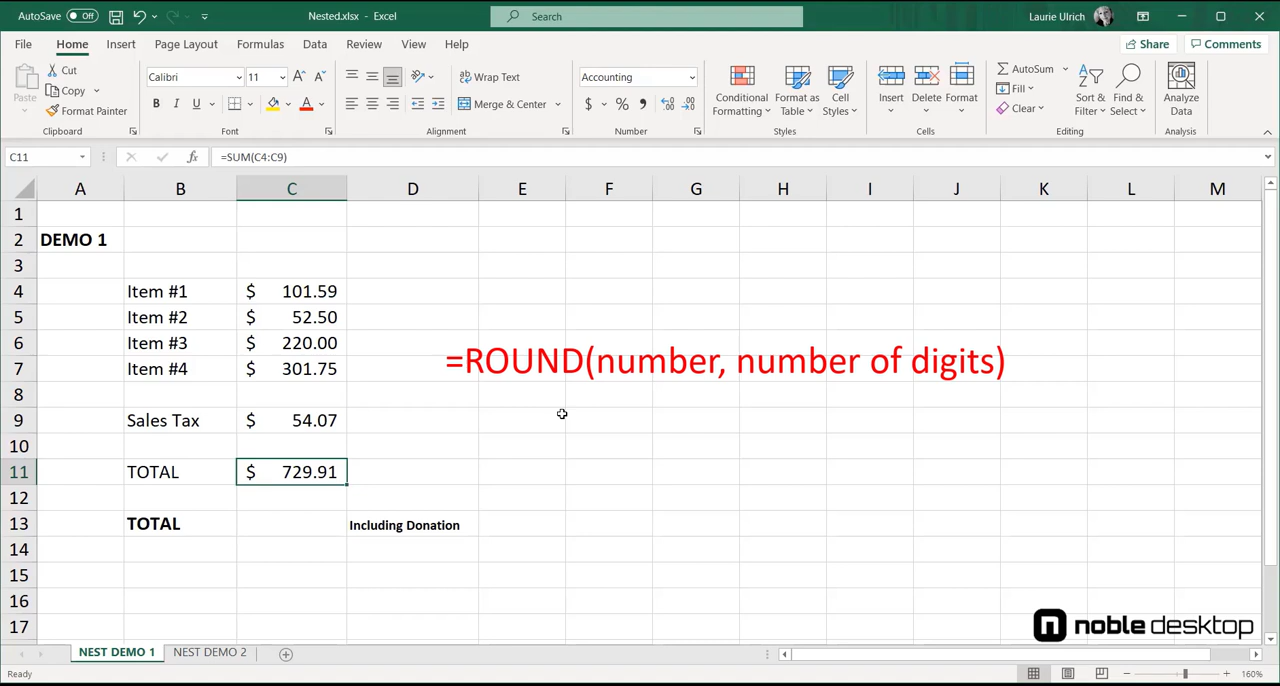 AutoSave Off Nested.xlsx - Excel Search Laurie Ulrich
File Home Insert Page Layout Formulas Data Review View Help Share Comments
Paste Cut Copy Format Painter Clipboard
Calibri 11 B I U A A A Font
Wrap Text Merge & Center Alignment
Accounting $ % Number
Conditional Formatting Format as Table Cell Styles Styles
Insert Delete Format Cells
AutoSum Fill Clear Sort & Filter Find & Select Editing
Analyze Data Analysis
C11 fx =SUM(C4:C9)
A B C D E F G H I J K L M
1
2 DEMO 1
3
4 Item #1 $ 101.59
5 Item #2 $ 52.50
6 Item #3 $ 220.00
=ROUND(number, number of digits)
7 Item #4 $ 301.75
8
9 Sales Tax $ 54.07
10
11 TOTAL $ 729.91
12
13 TOTAL Including Donation
14
15
16
17
noble desktop
NEST DEMO 1 NEST DEMO 2
Ready 160%